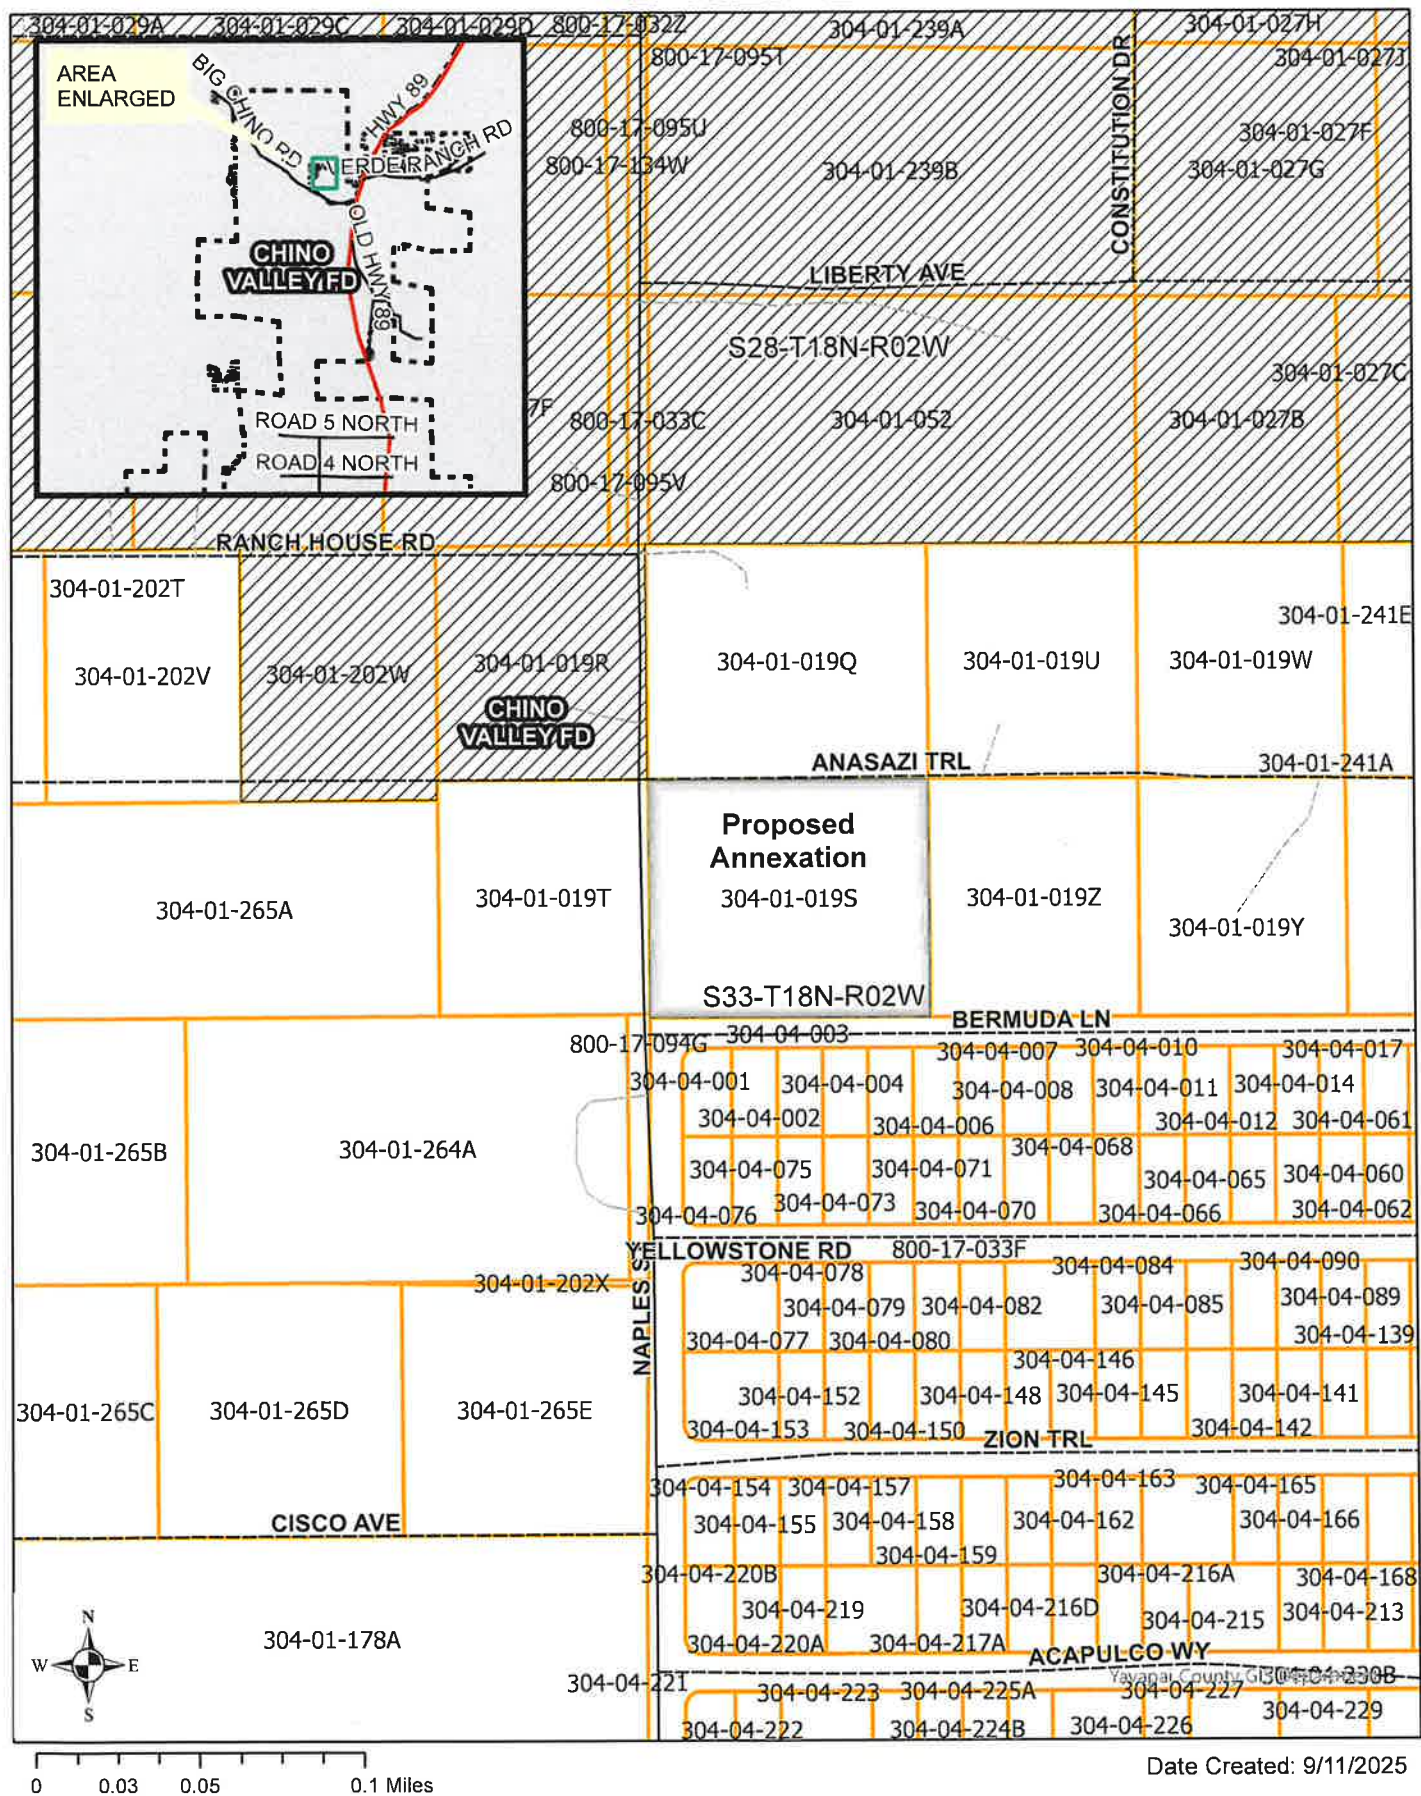 304-01-029A
304-01-029C
304-01-029D
800-17-032Z
304-01-239A
304-01-027H
800-17-095T
304-01-027J
CONSTITUTION DR
AREA
ENLARGED
BIG CHINO RD
HWY 89
VERDE RANCH RD
OLD HWY 89
CHINO
VALLEY FD
ROAD 5 NORTH
ROAD 4 NORTH
800-17-095U
304-01-027F
800-17-134W
304-01-239B
304-01-027G
LIBERTY AVE
S28-T18N-R02W
304-01-027C
7F
800-17-033C
304-01-052
304-01-027B
800-17-095V
RANCH HOUSE RD
304-01-202T
304-01-241E
304-01-202V
304-01-202W
304-01-019R
304-01-019Q
304-01-019U
304-01-019W
CHINO
VALLEY FD
ANASAZI TRL
304-01-241A
Proposed
Annexation
304-01-265A
304-01-019T
304-01-019S
304-01-019Z
304-01-019Y
S33-T18N-R02W
BERMUDA LN
800-17-094G
304-04-003
304-04-007
304-04-010
304-04-017
304-04-001
304-04-004
304-04-008
304-04-011
304-04-014
304-04-002
304-04-006
304-04-012
304-04-061
304-01-265B
304-01-264A
304-04-068
304-04-075
304-04-071
304-04-065
304-04-060
304-04-076
304-04-073
304-04-070
304-04-066
304-04-062
YELLOWSTONE RD
800-17-033F
NAPLES ST
304-01-202X
304-04-078
304-04-084
304-04-090
304-04-079
304-04-082
304-04-085
304-04-089
304-04-077
304-04-080
304-04-139
304-04-146
304-01-265C
304-01-265D
304-01-265E
304-04-152
304-04-148
304-04-145
304-04-141
304-04-153
304-04-150
304-04-142
ZION TRL
304-04-154
304-04-157
304-04-163
304-04-165
CISCO AVE
304-04-155
304-04-158
304-04-162
304-04-166
304-04-159
304-04-220B
304-04-216A
304-04-168
304-04-219
304-04-216D
304-04-215
304-04-213
304-01-178A
304-04-220A
304-04-217A
ACAPULCO WY
N
W
E
S
304-04-221
Yavapai County GIS
304-04-230B
304-04-223
304-04-225A
304-04-227
304-04-229
304-04-222
304-04-224B
304-04-226
0
0.03
0.05
0.1 Miles
Date Created: 9/11/2025